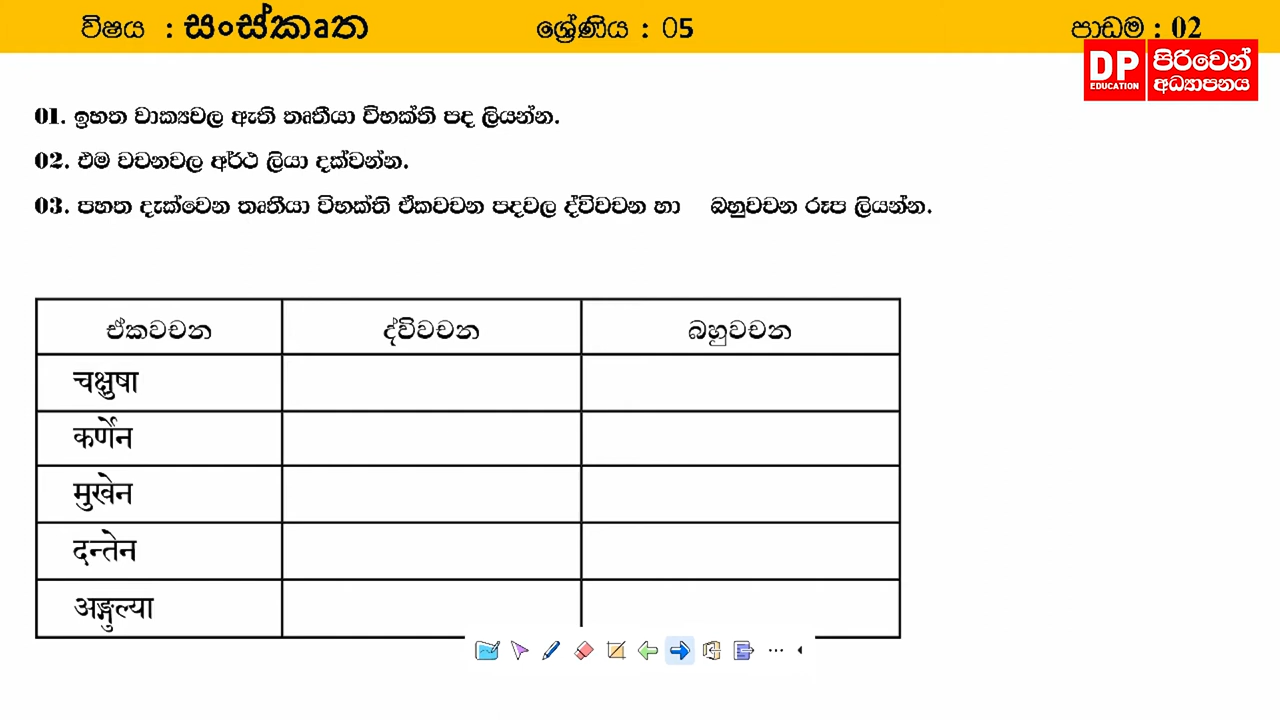 විෂය : සංස්කෘත ශ්‍රේණිය : 05 පාඩම : 02
DP EDUCATION පිරිවෙන් අධ්‍යාපනය
01. ඉහත වාක්‍යවල ඇති තෘතීයා විභක්ති පද ලියන්න.
02. එම වචනවල අර්ථ ලියා දක්වන්න.
03. පහත දැක්වෙන තෘතීයා විභක්ති ඒකවචන පදවල ද්විවචන හා බහුවචන රූප ලියන්න.
ඒකවචන ද්විවචන බහුවචන
चक्षुषा
कर्णेन
मुखेन
दन्तेन
अङ्गुल्या